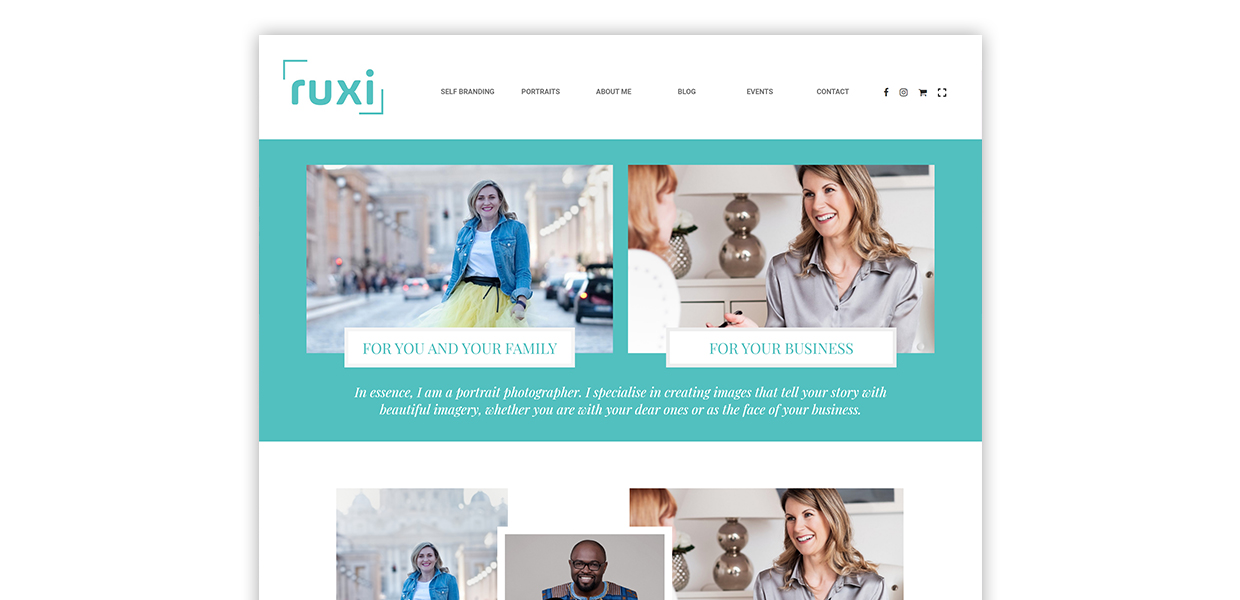 ruxi
SELF BRANDING PORTRAITS ABOUT ME BLOG EVENTS CONTACT
FOR YOU AND YOUR FAMILY
FOR YOUR BUSINESS
In essence, I am a portrait photographer. I specialise in creating images that tell your story with
beautiful imagery, whether you are with your dear ones or as the face of your business.